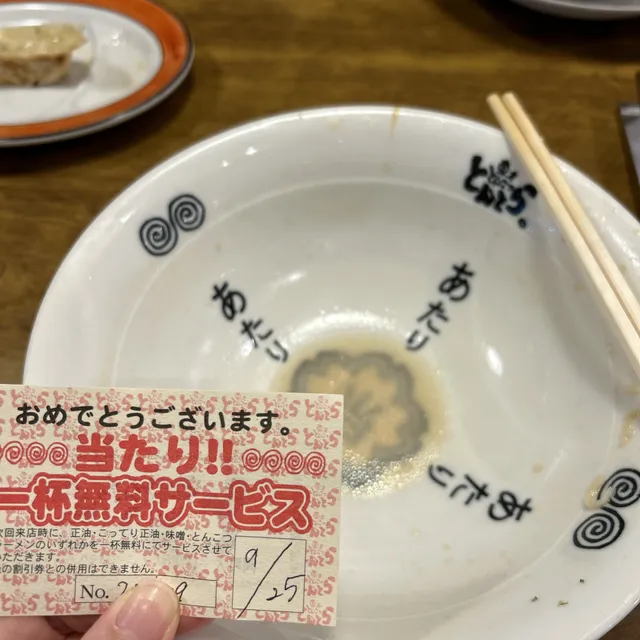 とから。
あたり
あたり
あたり
おめでとうございます。
当たり!!
一杯無料サービス
次回来店時に、正油・こってり正油・味噌・とんこつ
ラーメンのいずれかを一杯無料にてサービスさせて
いただきます。
の割引券との併用はできません。
No.
9/25